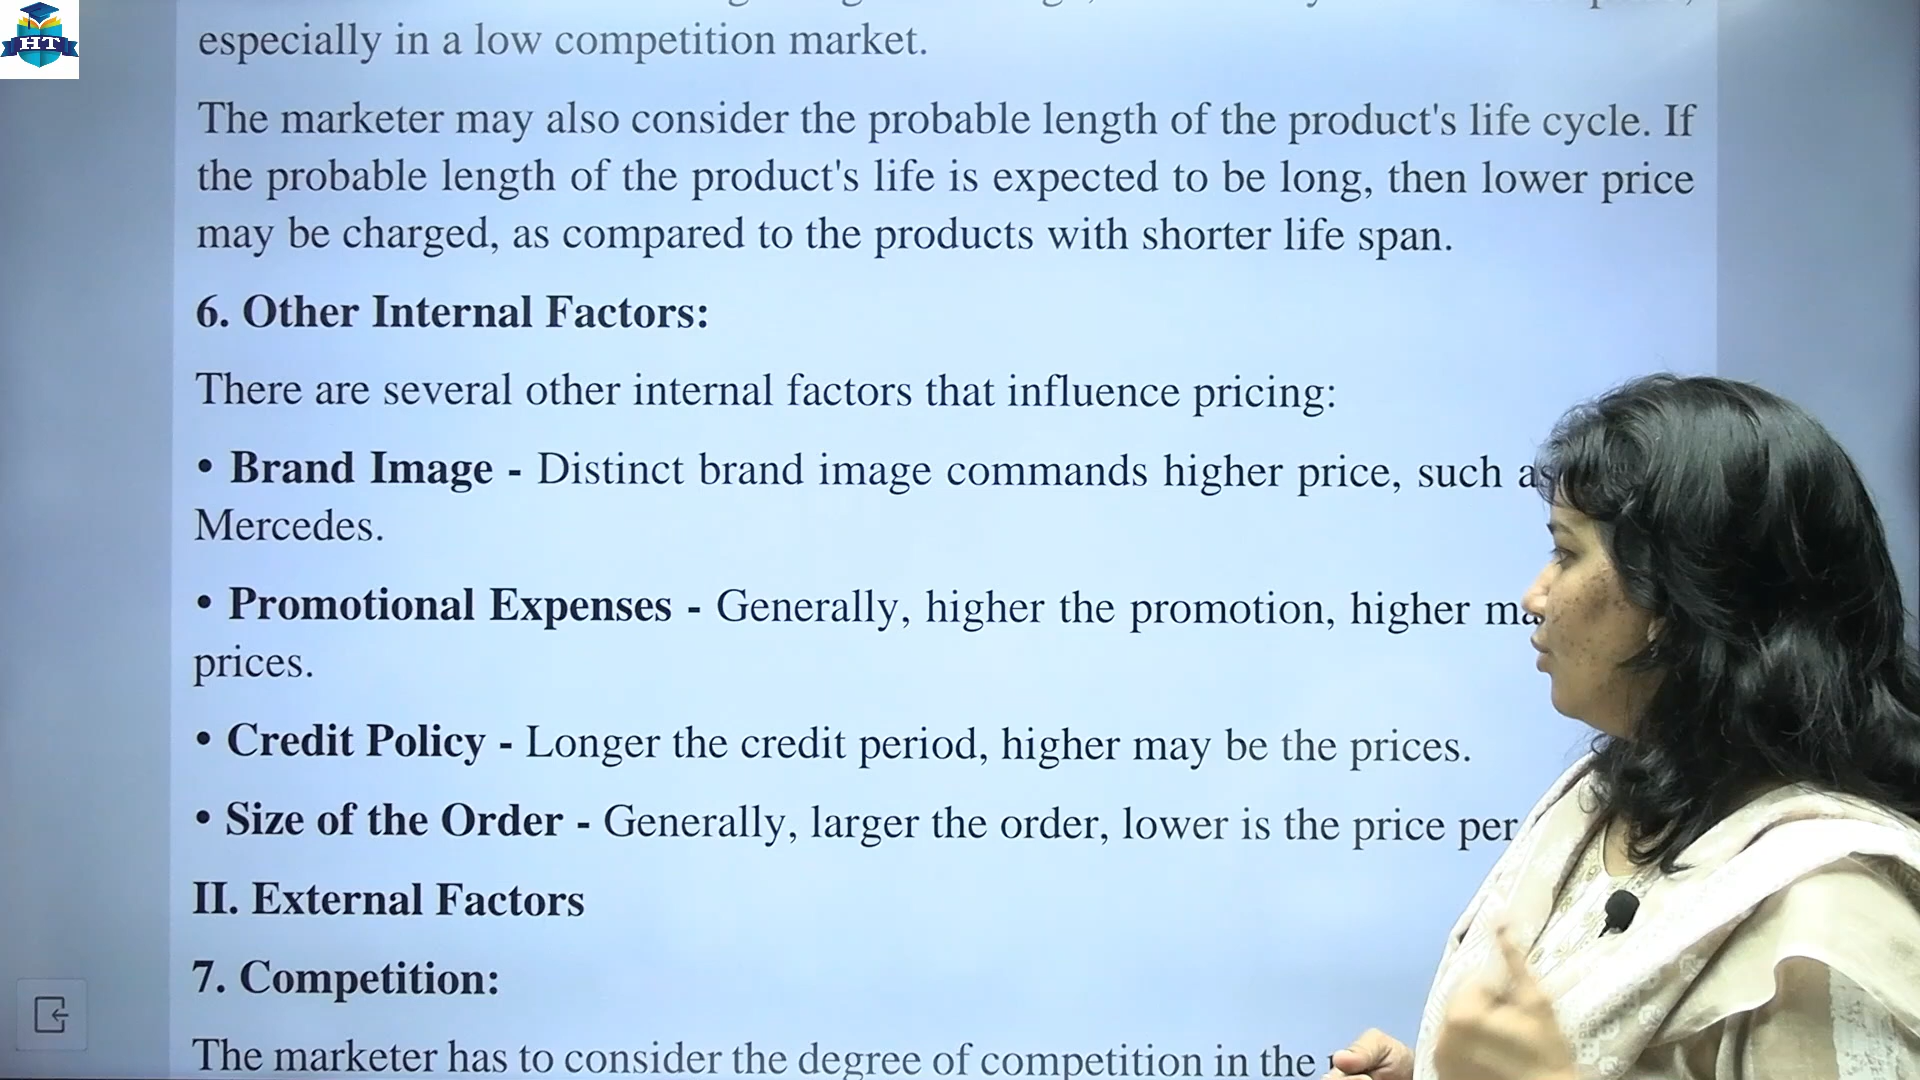 HT
especially in a low competition market.
The marketer may also consider the probable length of the product's life cycle. If
the probable length of the product's life is expected to be long, then lower price
may be charged, as compared to the products with shorter life span.
6. Other Internal Factors:
There are several other internal factors that influence pricing:
• Brand Image - Distinct brand image commands higher price, such as
Mercedes.
• Promotional Expenses - Generally, higher the promotion, higher
prices.
• Credit Policy - Longer the credit period, higher may be the prices.
• Size of the Order - Generally, larger the order, lower is the price per
II. External Factors
7. Competition:
The marketer has to consider the degree of competition in the